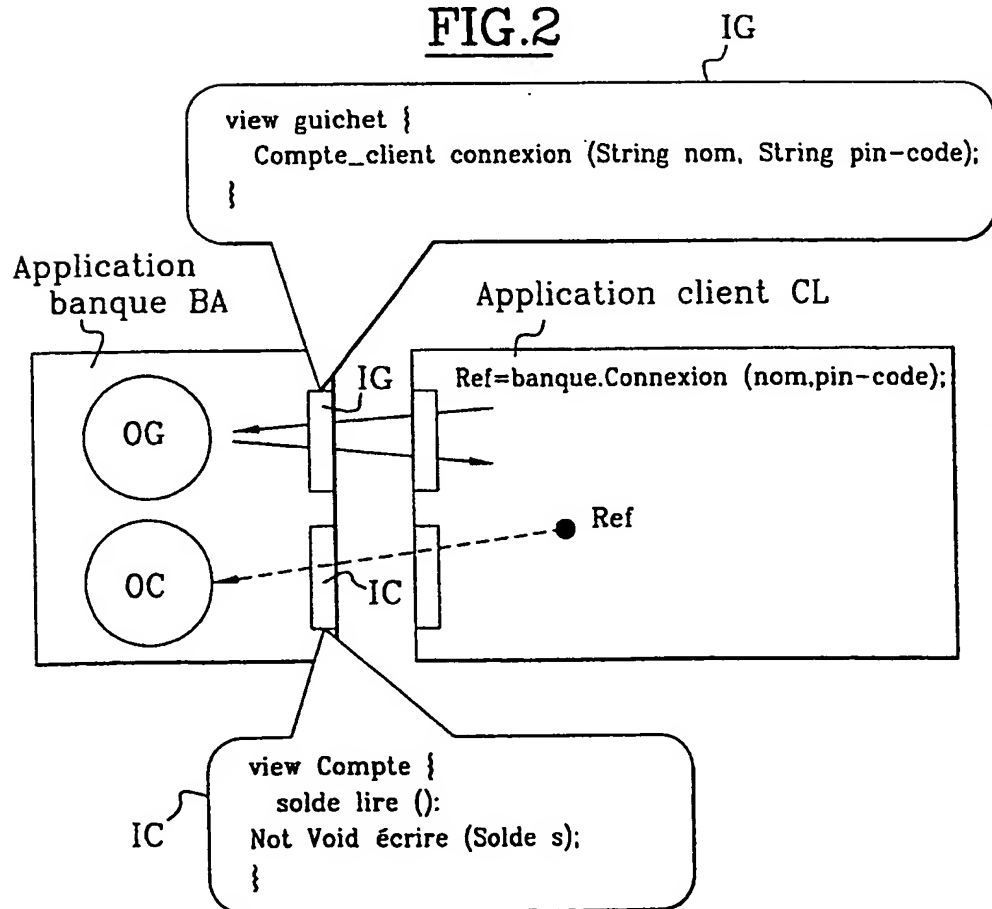 FIG.2
IG
view guichet {
Compte_client connexion (String nom, String pin-code);
}
Application
banque BA
Application client CL
Ref=banque.Connexion (nom,pin-code);
IG
OG
Ref
OC
IC
view Compte {
solde lire ():
Not Void écrire (Solde s);
}
IC